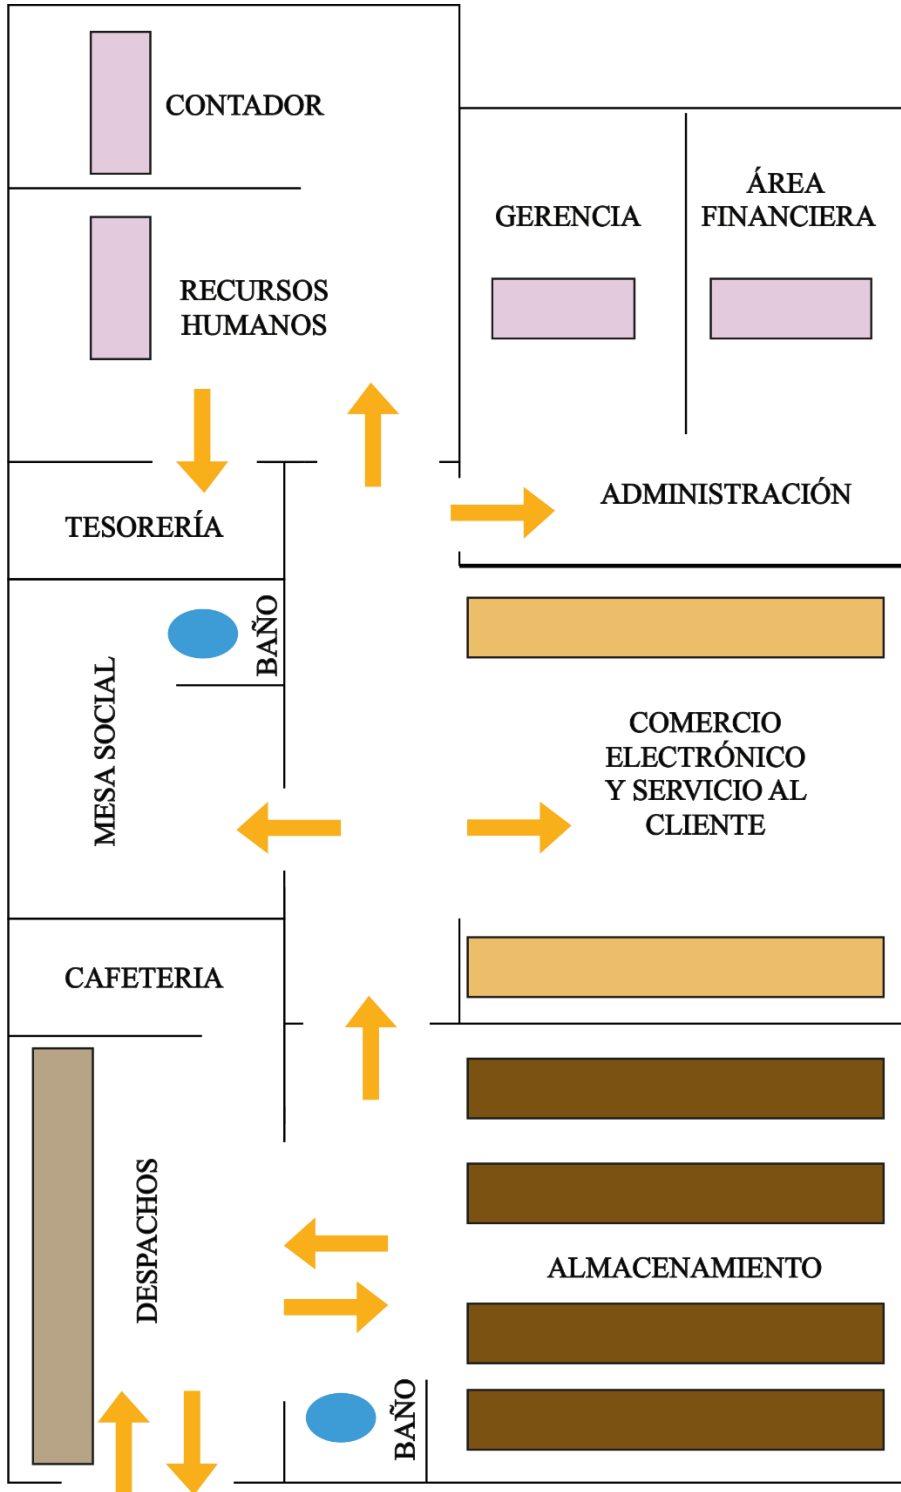 CONTADOR
RECURSOS
HUMANOS
GERENCIA
ÁREA
FINANCIERA
ADMINISTRACIÓN
TESORERÍA
BAÑO
MESA SOCIAL
COMERCIO
ELECTRÓNICO
Y SERVICIO AL
CLIENTE
CAFETERIA
DESPACHOS
ALMACENAMIENTO
BAÑO